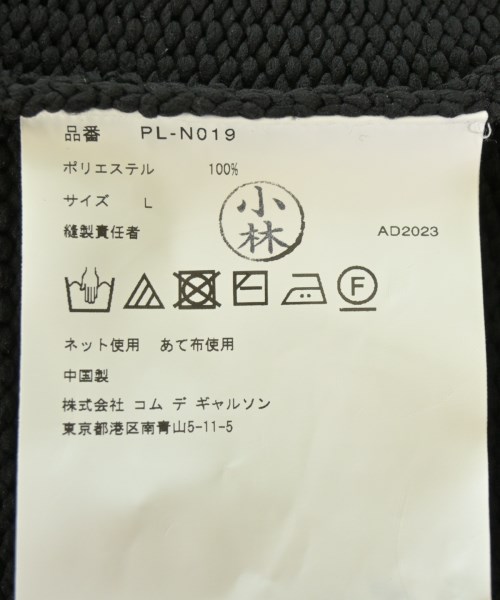 品番 PL-N019
ポリエステル 100%
サイズ L
小林
縫製責任者 AD2023
F
ネット使用 あて布使用
中国製
株式会社 コム デ ギャルソン
東京都港区南青山5-11-5